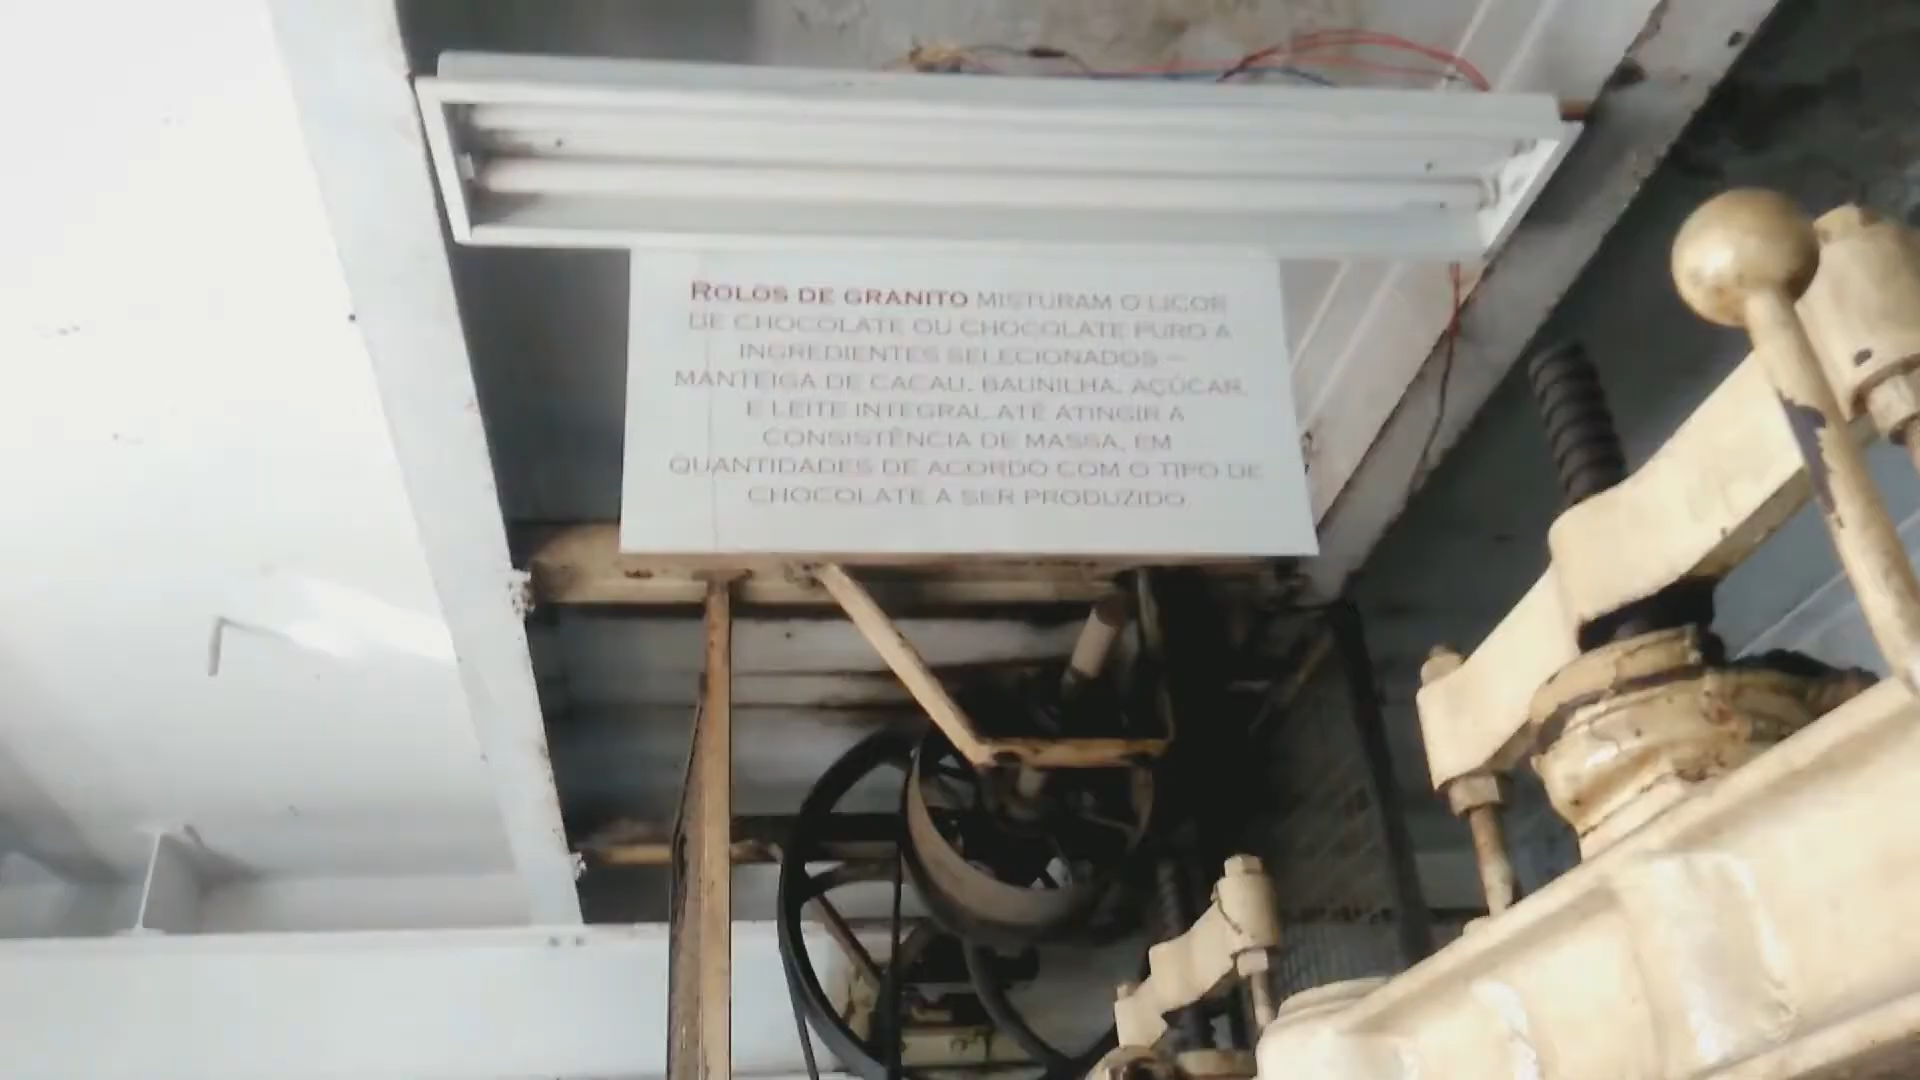 ROLOS DE GRANITO MISTURAM O LICOR
DE CHOCOLATE OU CHOCOLATE PURO A
INGREDIENTES SELECIONADOS –
MANTEIGA DE CACAU, BAUNILHA, AÇÚCAR,
E LEITE INTEGRAL ATÉ ATINGIR A
CONSISTÊNCIA DE MASSA, EM
QUANTIDADES DE ACORDO COM O TIPO DE
CHOCOLATE A SER PRODUZIDO.